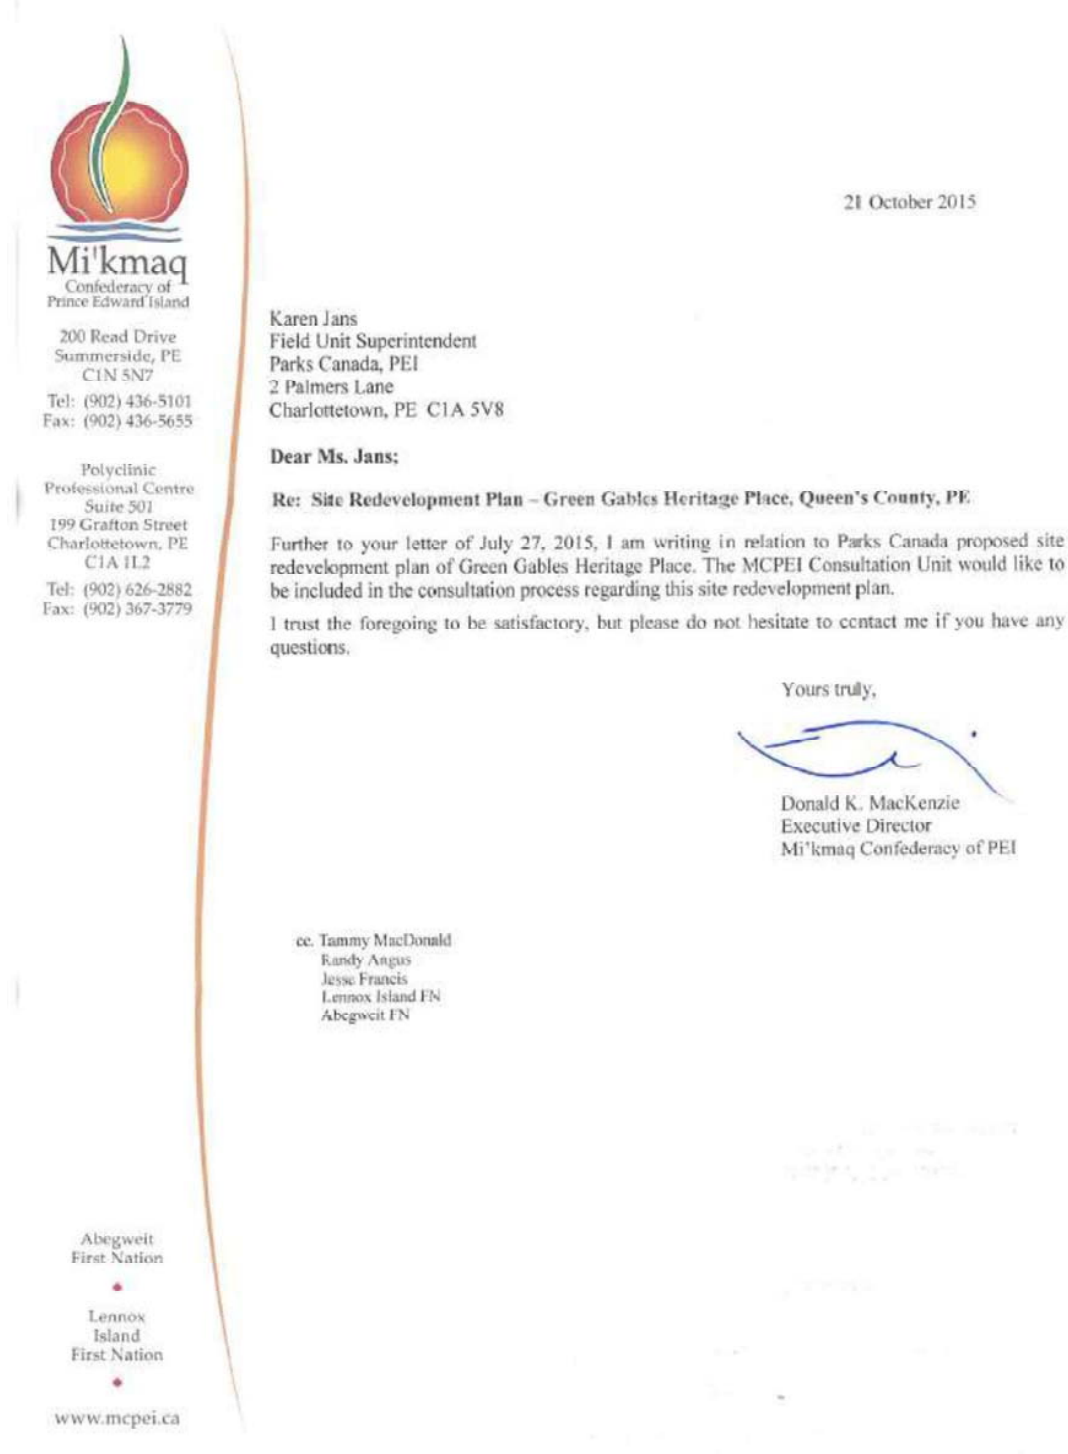 Mi'kmaq
Confederacy of
Prince Edward Island
200 Read Drive
Summerside, PE
C1N 5N7
Tel: (902) 436-5101
Fax: (902) 436-5655
Polyclinic
Professional Centre
Suite 501
199 Grafton Street
Charlottetown, PE
C1A 1L2
Tel: (902) 626-2882
Fax: (902) 367-3779
Abegweit
First Nation
Lennox
Island
First Nation
www.mcpei.ca
21 October 2015
Karen Jans
Field Unit Superintendent
Parks Canada, PEI
2 Palmers Lane
Charlottetown, PE C1A 5V8
Dear Ms. Jans;
Re: Site Redevelopment Plan – Green Gables Heritage Place, Queen's County, PE
Further to your letter of July 27, 2015, I am writing in relation to Parks Canada proposed site
redevelopment plan of Green Gables Heritage Place. The MCPEI Consultation Unit would like to
be included in the consultation process regarding this site redevelopment plan.
I trust the foregoing to be satisfactory, but please do not hesitate to contact me if you have any
questions.
Yours truly,
Donald K. MacKenzie
Executive Director
Mi'kmaq Confederacy of PEI
cc. Tammy MacDonald
Randy Angus
Jesse Francis
Lennox Island FN
Abegweit FN